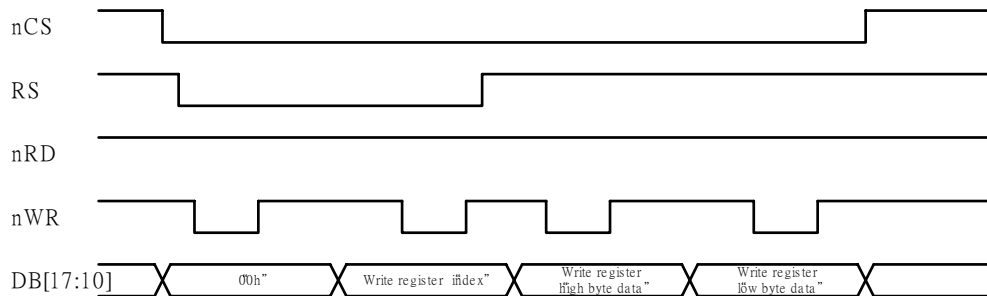 nCS
RS
nRD
nWR
DB[17:10]
"00h"
Write register "index"
Write register
"high byte data"
Write register
"low byte data"